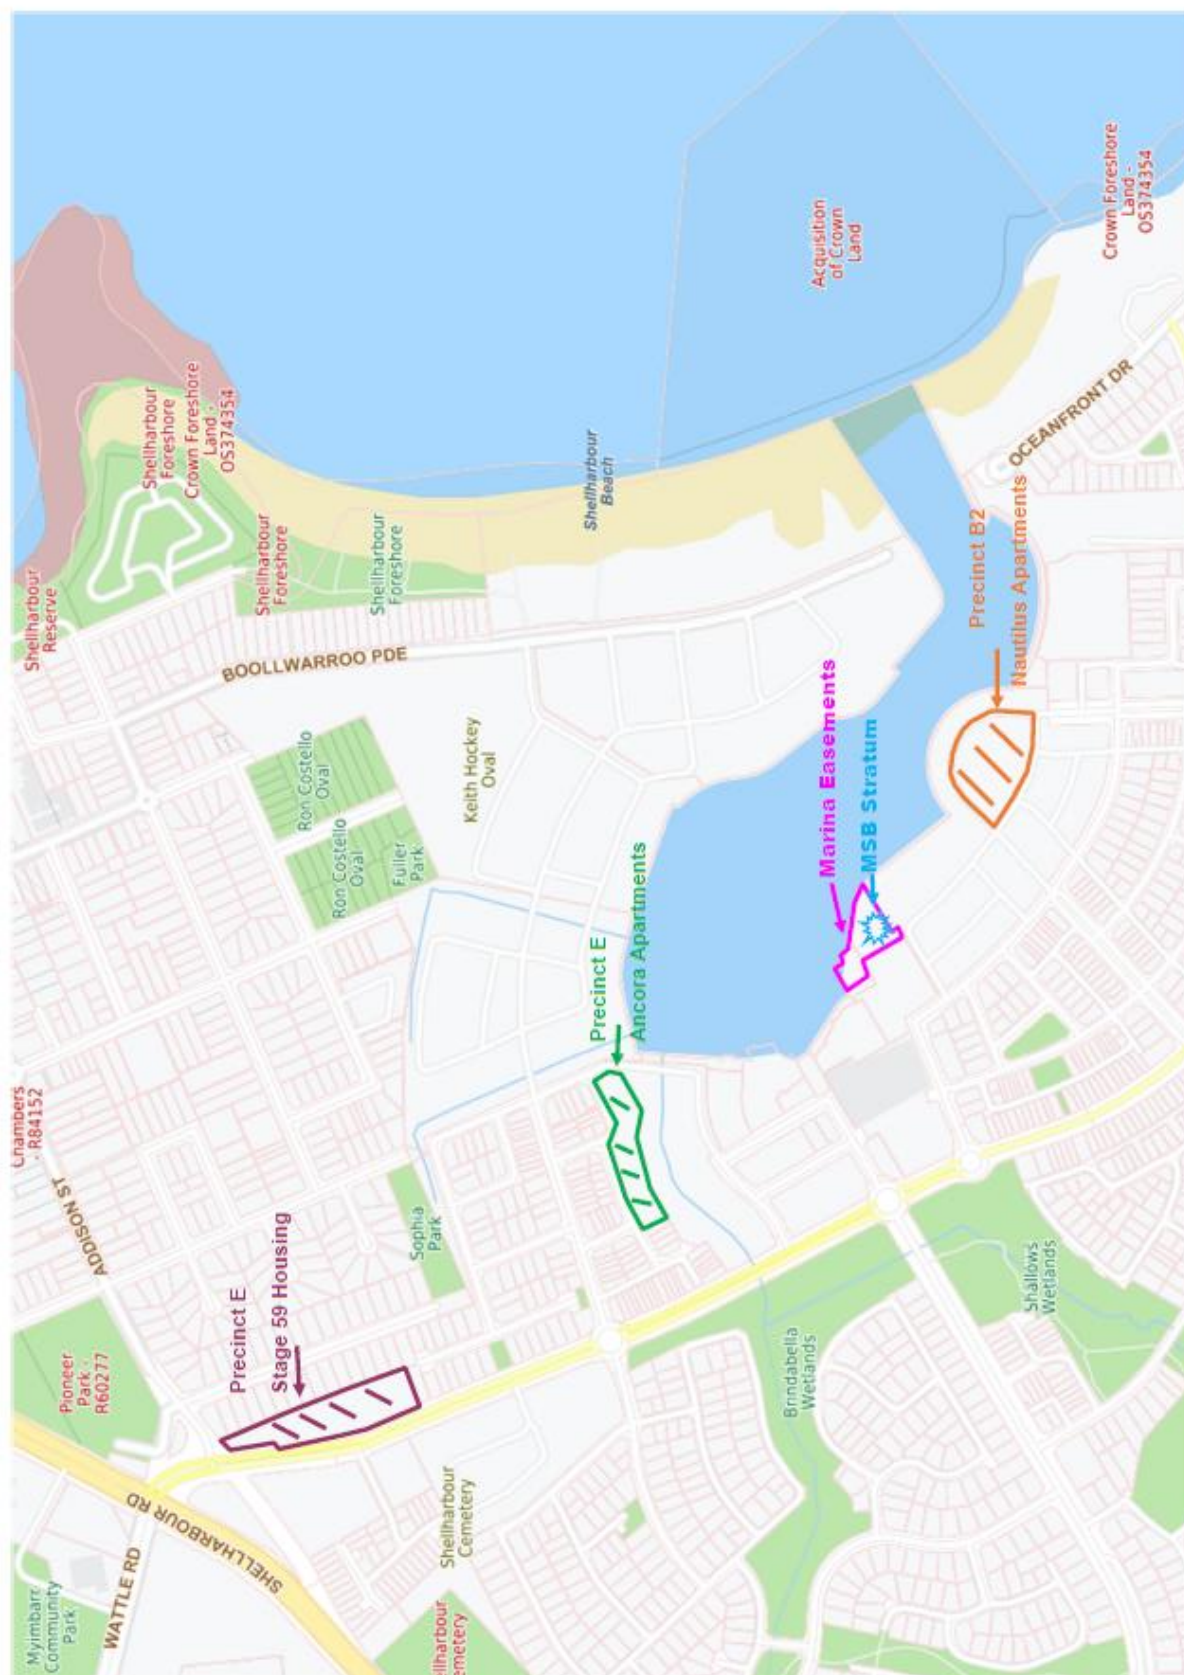 Shellharbour
Reserve
Shellharbour
Foreshore
Crown Foreshore
Land -
OS374354
Shellharbour
Foreshore
Shellharbour
Foreshore
Shellharbour
Beach
Acquisition
of Crown
Land
Crown Foreshore
Land -
OS374354
BOOLLWARROO PDE
OCEANFRONT DR
Ron Costello
Oval
Ron Costello
Oval
Fuller
Park
Keith Hockey
Oval
Precinct B2
Nautilus Apartments
Marina Easements
MSB Stratum
Precinct E
Ancora Apartments
Chambers
- R84152
ADDISON ST
Sophia
Park
Precinct E
Stage 59 Housing
Pioneer
Park -
R60277
SHELLHARBOUR RD
WATTLE RD
Myimbarr
Community
Park
Shellharbour
Cemetery
ellharbour
emetery
Brindabella
Wetlands
Shallows
Wetlands